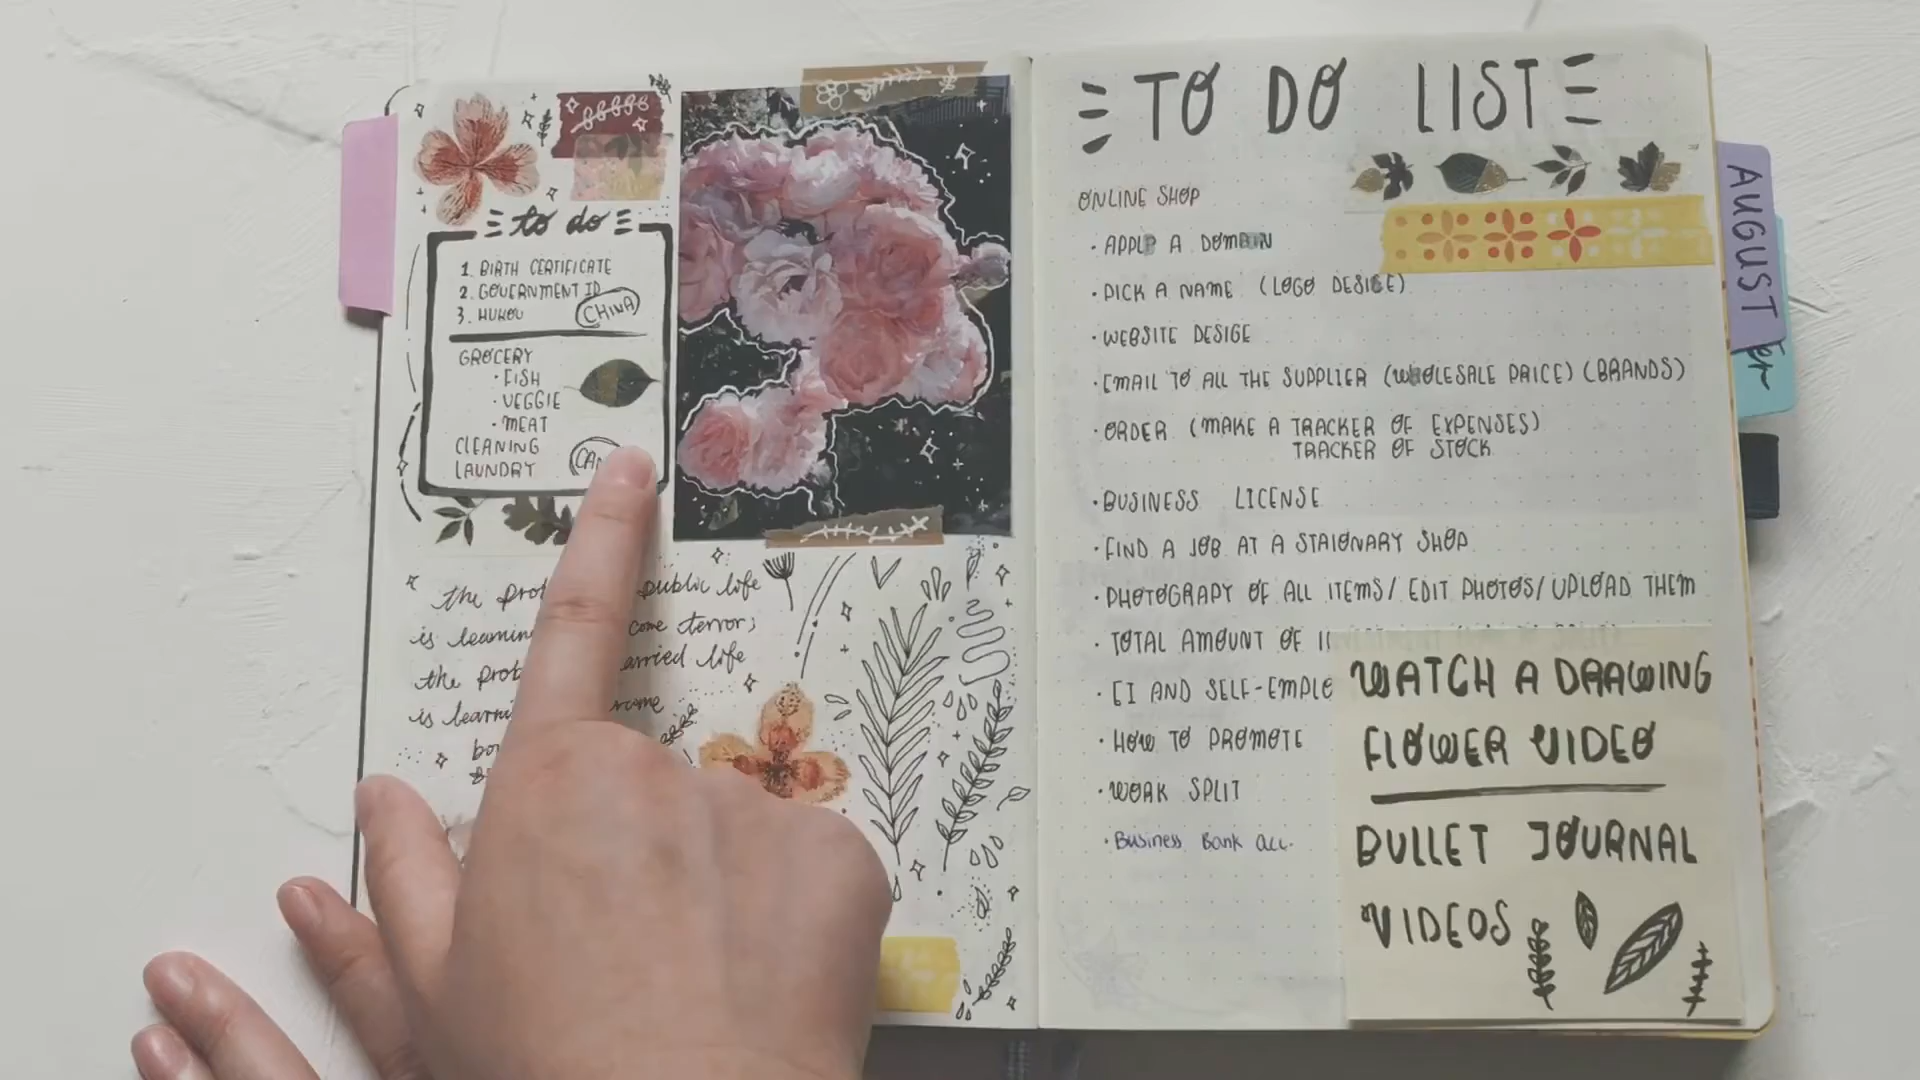 to do
1. BIRTH CERTIFICATE
2. GOVERNMENT ID
3. HUKOU
CHINA
GROCERY
· FISH
· VEGGIE
· MEAT
CLEANING
LAUNDRY
the public life
is come terror;
the arried life
is
TO DO LIST
ONLINE SHOP
· APPLY A DOMAIN
· PICK A NAME (LOGO DESIGE)
· WEBSITE DESIGE
· EMAIL TO ALL THE SUPPLIER (WHOLESALE PRICE) (BRANDS)
· ORDER (MAKE A TRACKER OF EXPENSES)
TRACKER OF STOCK
· BUSINESS LICENSE
· FIND A JOB AT A STAIONARY SHOP
· PHOTOGRAPY OF ALL ITEMS / EDIT PHOTOS / UPLOAD THEM
· TOTAL AMOUNT OF
· EI AND SELF-EMPLO
· HOW TO PROMOTE
· WORK SPLIT
· Business Bank acc.
WATCH A DRAWING
FLOWER VIDEO
BULLET JOURNAL
VIDEOS
AUGUST